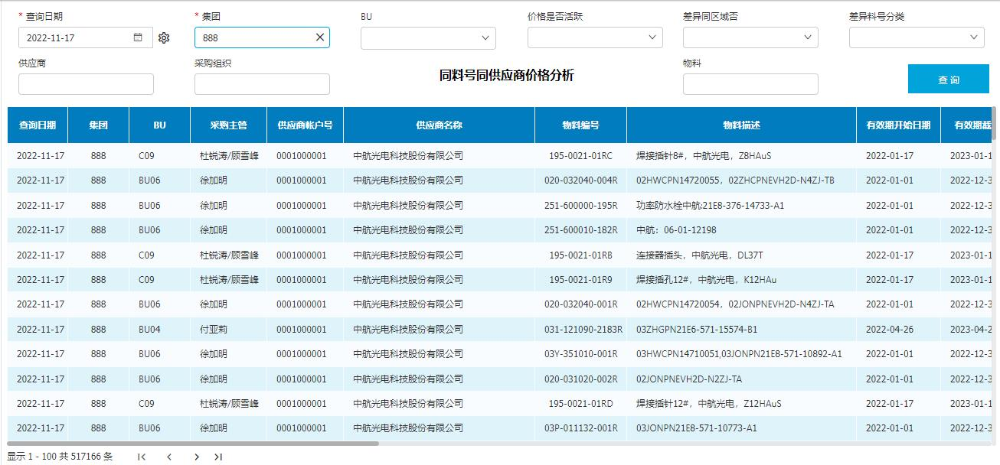 * 查询日期 * 集团 BU 价格是否活跃 差异同区域否 差异料号分类
2022-11-17 888
供应商 采购组织 物料
同料号同供应商价格分析
查 询
查询日期 集团 BU 采购主管 供应商帐户号 供应商名称 物料编号 物料描述 有效期开始日期 有效期截
2022-11-17 888 C09 杜锐涛/顾雪峰 0001000001 中航光电科技股份有限公司 195-0021-01RC 焊接插针8#，中航光电，Z8HAuS 2022-01-17 2023-01-1
2022-11-17 888 BU06 徐加明 0001000001 中航光电科技股份有限公司 020-032040-004R 02HWCPN14720055，02ZHCPNEVH2D-N4ZJ-TB 2022-01-01 2022-12-3
2022-11-17 888 BU06 徐加明 0001000001 中航光电科技股份有限公司 251-600000-195R 功率防水栓中航;21E8-376-14733-A1 2022-01-01 2022-12-3
2022-11-17 888 BU06 徐加明 0001000001 中航光电科技股份有限公司 251-600010-182R 中航：06-01-12198 2022-01-01 2022-12-3
2022-11-17 888 C09 杜锐涛/顾雪峰 0001000001 中航光电科技股份有限公司 195-0021-01RB 连接器插头，中航光电，DL37T 2022-01-17 2023-01-1
2022-11-17 888 C09 杜锐涛/顾雪峰 0001000001 中航光电科技股份有限公司 195-0021-01R9 焊接插孔12#，中航光电，K12HAu 2022-01-17 2023-01-1
2022-11-17 888 BU06 徐加明 0001000001 中航光电科技股份有限公司 020-032040-001R 02HWCPN14720054，02JONPNEVH2D-N4ZJ-TA 2022-01-01 2022-12-3
2022-11-17 888 BU04 付亚莉 0001000001 中航光电科技股份有限公司 031-121090-2183R 03ZHGPN21E6-571-15574-B1 2022-04-26 2023-04-2
2022-11-17 888 BU06 徐加明 0001000001 中航光电科技股份有限公司 03Y-351010-001R 03HWCPN14710051,03JONPN21E8-571-10892-A1 2022-01-01 2022-12-3
2022-11-17 888 BU06 徐加明 0001000001 中航光电科技股份有限公司 020-031020-002R 02JONPNEVH2D-N2ZJ-TA 2022-01-01 2022-12-3
2022-11-17 888 C09 杜锐涛/顾雪峰 0001000001 中航光电科技股份有限公司 195-0021-01RD 焊接插针12#，中航光电，Z12HAuS 2022-01-17 2023-01-1
2022-11-17 888 BU06 徐加明 0001000001 中航光电科技股份有限公司 03P-011132-001R 03JONPN21E8-571-10773-A1 2022-01-01 2022-12-3
显示 1 - 100 共 517166 条